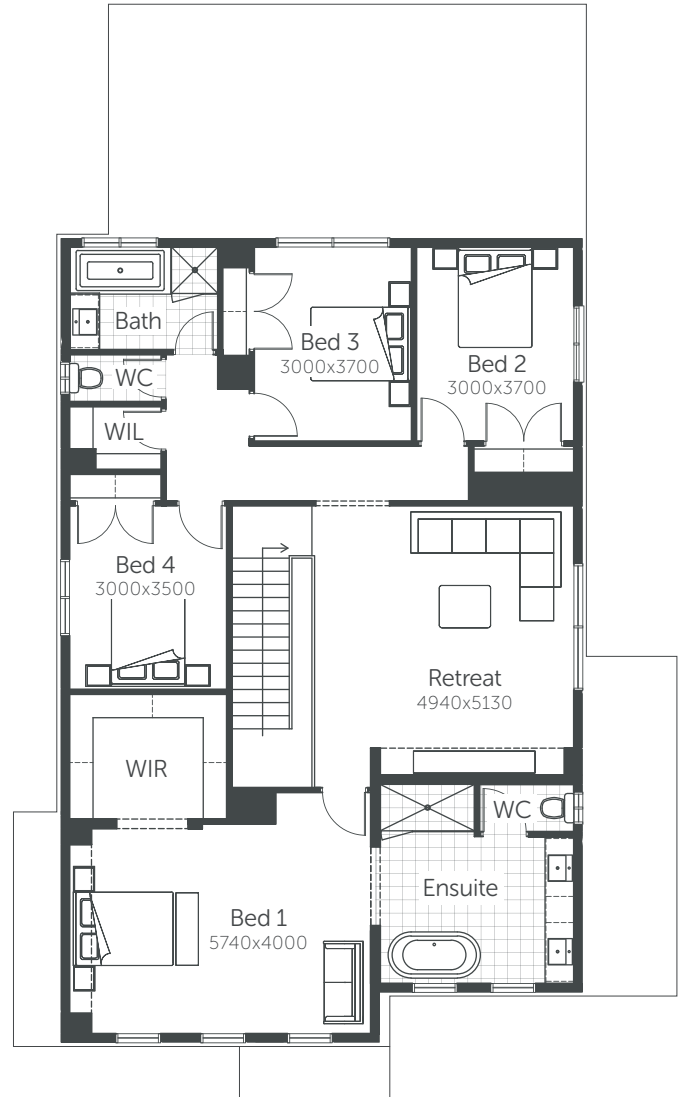 Bath
Bed 3
3000x3700
Bed 2
3000x3700
WC
WIL
Bed 4
3000x3500
Retreat
4940x5130
WIR
WC
Ensuite
Bed 1
5740x4000